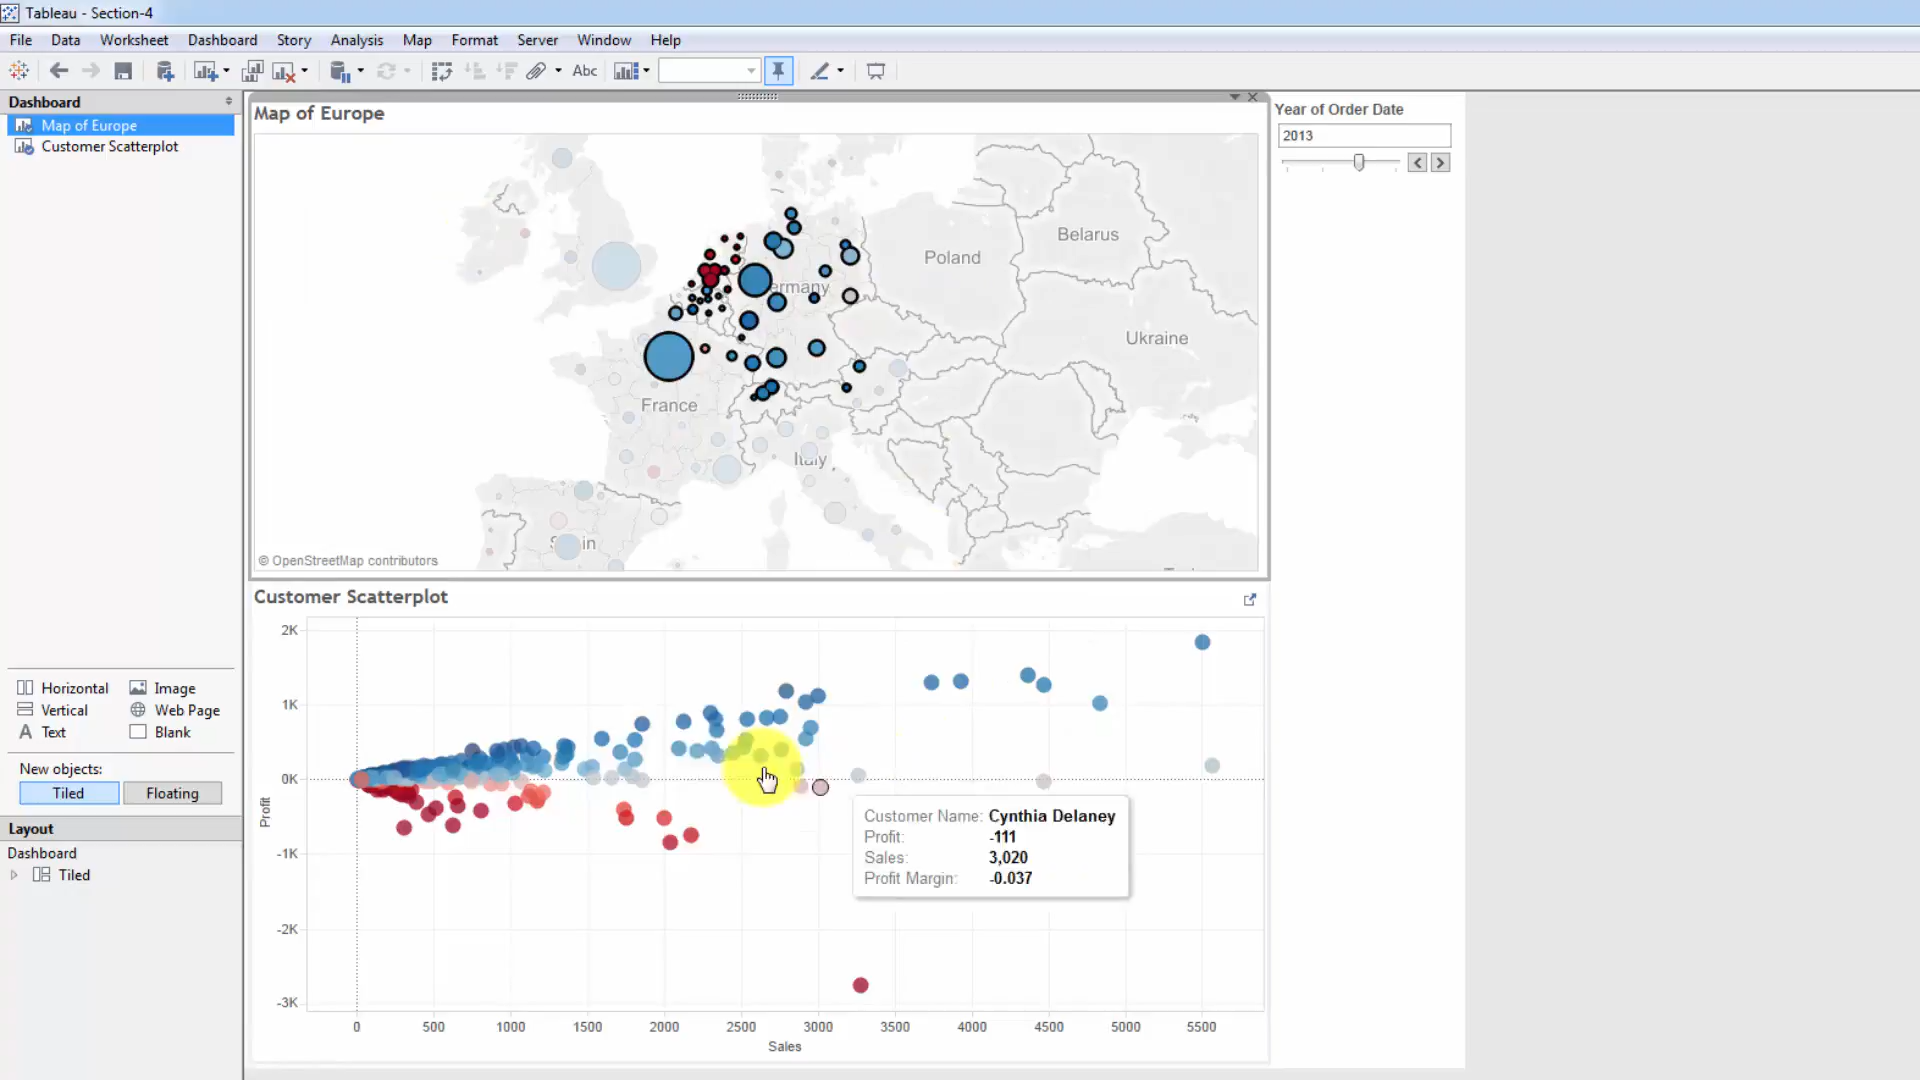 Tableau - Section-4
File Data Worksheet Dashboard Story Analysis Map Format Server Window Help
Abc
Dashboard
Map of Europe
Customer Scatterplot
Horizontal Image
Vertical Web Page
A Text Blank
New objects:
Tiled Floating
Layout
Dashboard
Tiled
Map of Europe
Belarus
Poland
ermany
Ukraine
France
Italy
© OpenStreetMap contributors
Year of Order Date
2013
Customer Scatterplot
2K
1K
0K
-1K
-2K
-3K
Profit
Customer Name: Cynthia Delaney
Profit: -111
Sales: 3,020
Profit Margin: -0.037
0 500 1000 1500 2000 2500 3000 3500 4000 4500 5000 5500
Sales